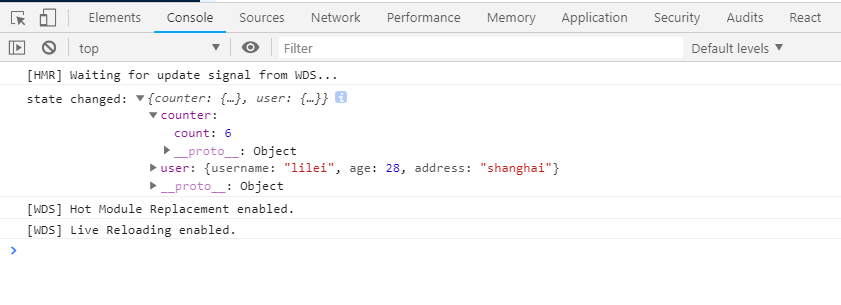 Elements Console Sources Network Performance Memory Application Security Audits React
top Filter Default levels
[HMR] Waiting for update signal from WDS...
state changed: {counter: {…}, user: {…}} i
counter:
count: 6
__proto__: Object
user: {username: "lilei", age: 28, address: "shanghai"}
__proto__: Object
[WDS] Hot Module Replacement enabled.
[WDS] Live Reloading enabled.